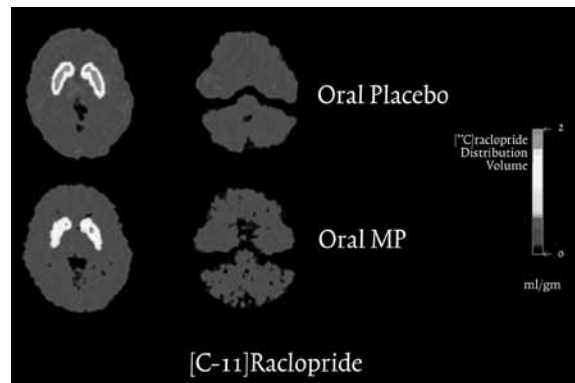 Oral Placebo
[¹¹C]raclopride
Distribution
Volume
2
Oral MP
0
ml/gm
[C-11]Raclopride